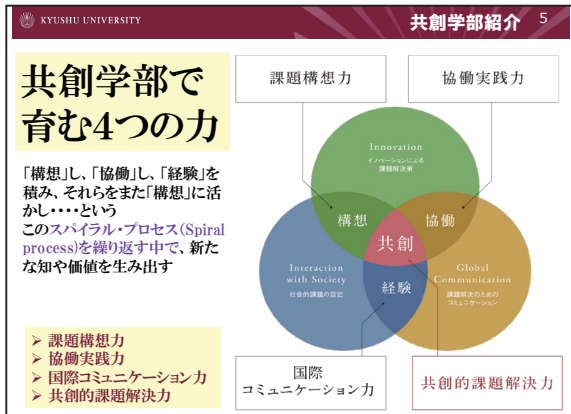 KYUSHU UNIVERSITY
共創学部紹介 5
共創学部で
育む4つの力
「構想」し、「協働」し、「経験」を
積み、それらをまた「構想」に活
かし・・・・という
このスパイラル・プロセス(Spiral
process)を繰り返す中で、新た
な知や価値を生み出す
➢ 課題構想力
➢ 協働実践力
➢ 国際コミュニケーション力
➢ 共創的課題解決力
課題構想力
協働実践力
Innovation
イノベーションによる
課題解決策
構想
協働
共創
Interaction
with Society
社会的課題の設定
経験
Global
Communication
課題解決のための
コミュニケーション
国際
コミュニケーション力
共創的課題解決力